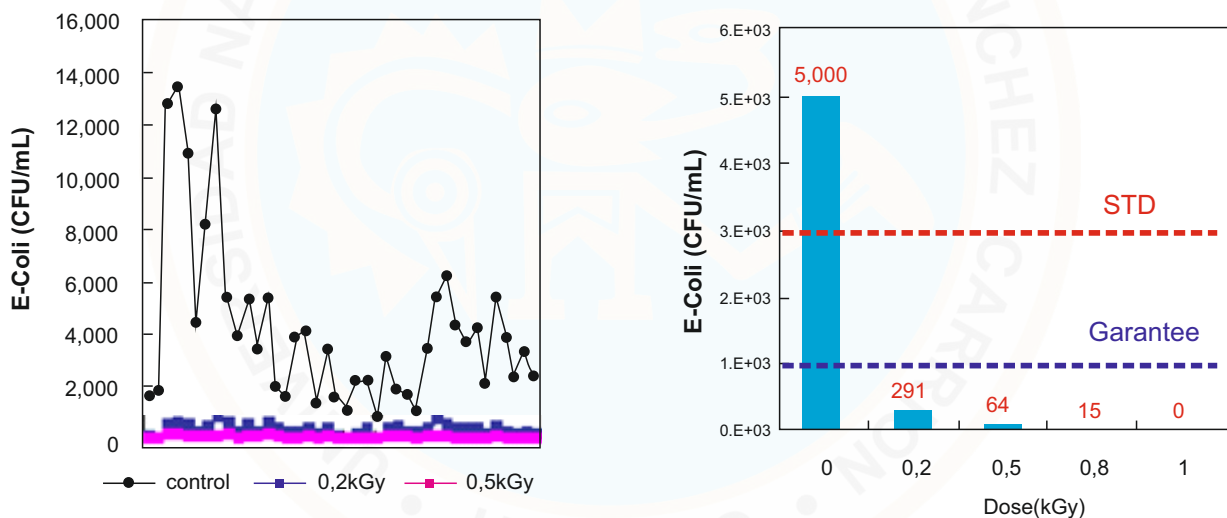 16,000
14,000
12,000
10,000
8,000
6,000
4,000
2,000
0
E-Coli (CFU/mL)
control 0,2kGy 0,5kGy
6.E+03
5.E+03
4.E+03
3.E+03
2.E+03
1.E+03
0.E+03
E-Coli (CFU/mL)
5,000
STD
Garantee
291
64
15
0
0 0,2 0,5 0,8 1
Dose(kGy)
NCHEZ CARRION